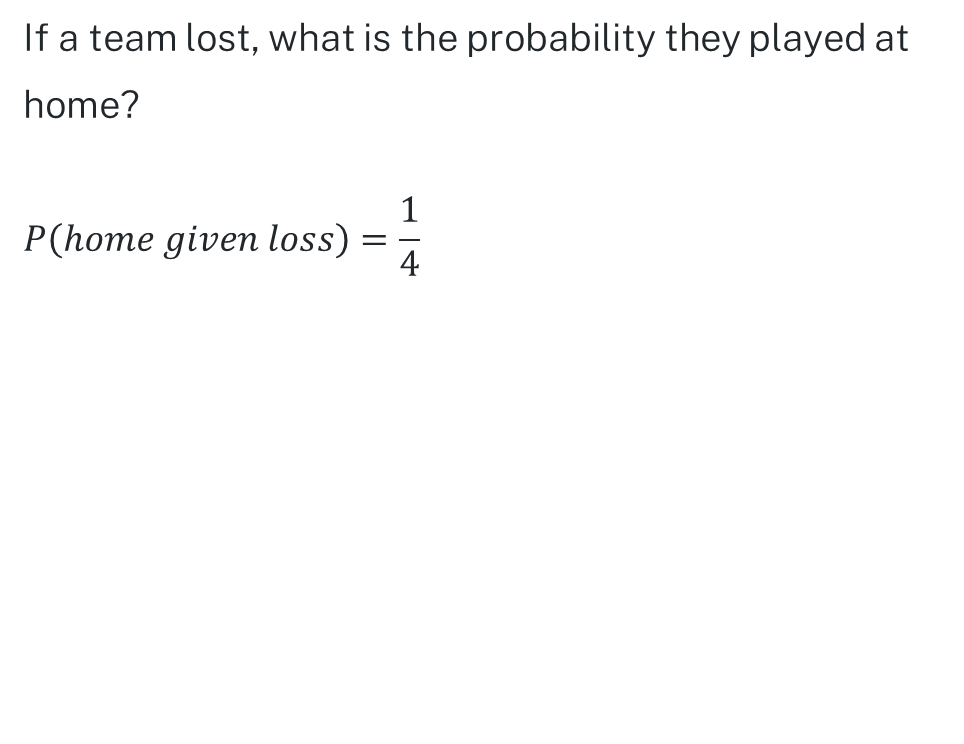 If a team lost, what is the probability they played at
home?
P(home given loss) = 1/4